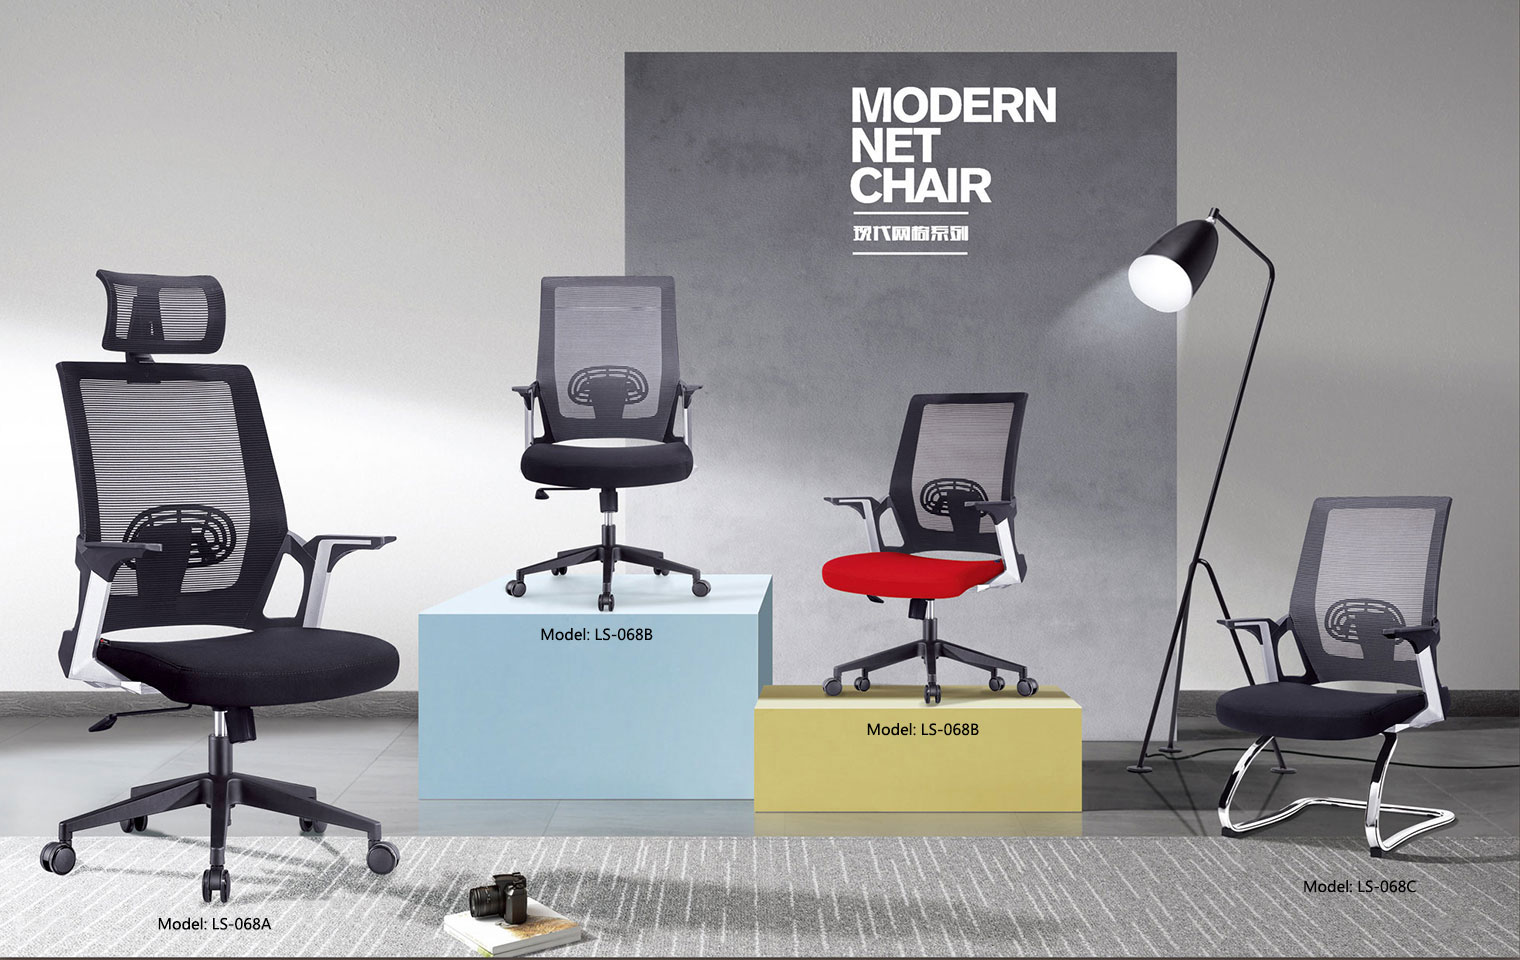 MODERN
NET
CHAIR
现代网椅系列
Model: LS-068B
Model: LS-068B
Model: LS-068C
Model: LS-068A